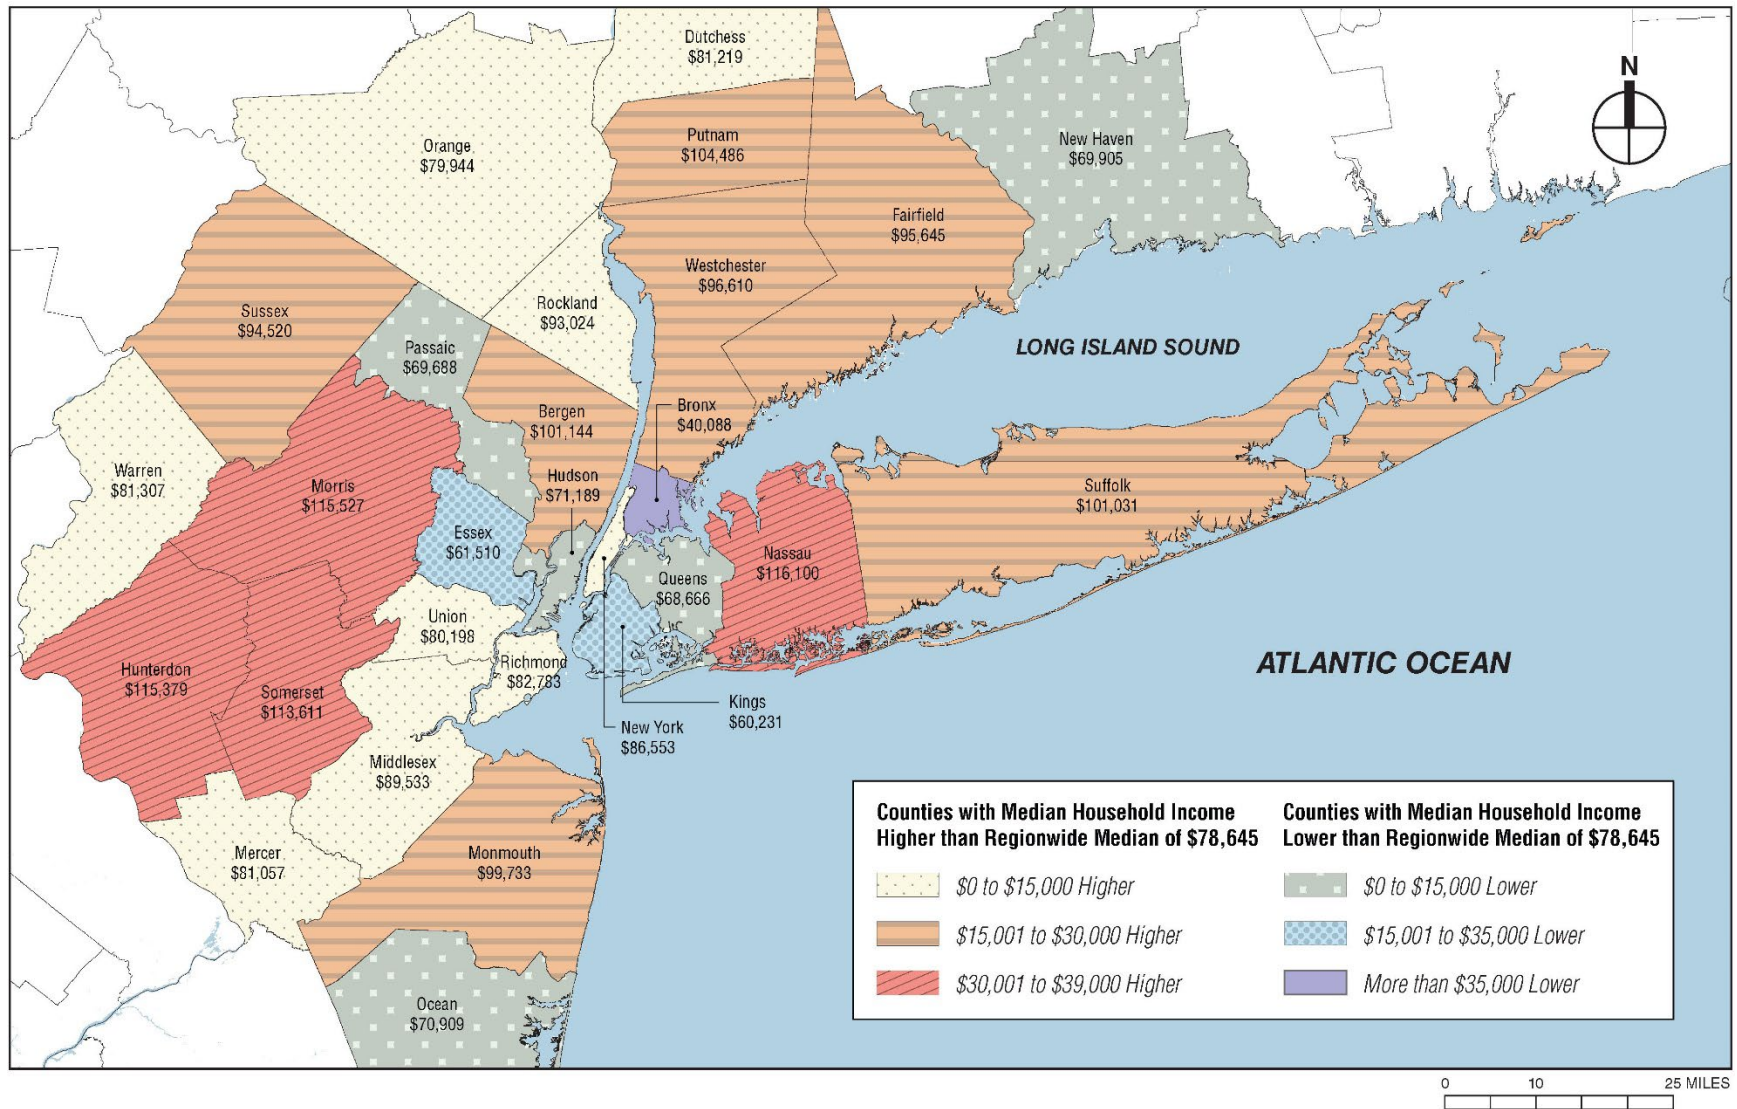 Dutchess
$81,219
N
Putnam
$104,486
New Haven
$69,905
Orange
$79,944
Fairfield
$95,645
Westchester
$96,610
Rockland
$93,024
Sussex
$94,520
LONG ISLAND SOUND
Passaic
$69,688
Bergen
$101,144
Bronx
$40,088
Warren
$81,307
Morris
$115,527
Hudson
$71,189
Suffolk
$101,031
Essex
$61,510
Nassau
$116,100
Queens
$68,666
Union
$80,198
Richmond
$82,783
ATLANTIC OCEAN
Hunterdon
$115,379
Somerset
$113,611
Kings
$60,231
New York
$86,553
Middlesex
$89,533
Mercer
$81,057
Monmouth
$99,733
Ocean
$70,909
Counties with Median Household Income
Higher than Regionwide Median of $78,645
$0 to $15,000 Higher
$15,001 to $30,000 Higher
$30,001 to $39,000 Higher
Counties with Median Household Income
Lower than Regionwide Median of $78,645
$0 to $15,000 Lower
$15,001 to $35,000 Lower
More than $35,000 Lower
0 10 25 MILES